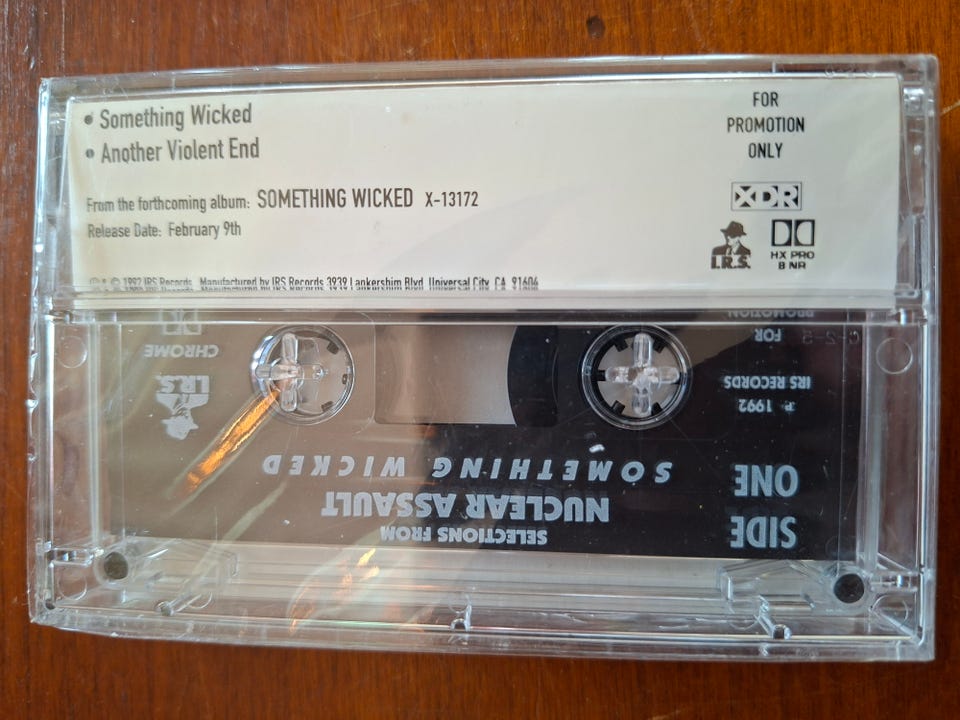 • Something Wicked
• Another Violent End
From the forthcoming album: SOMETHING WICKED X-13172
Release Date: February 9th
℗ & © 1992 IRS Records Manufactured by IRS Records 3939 Lankershim Blvd. Universal City, CA 91604
FOR
PROMOTION
ONLY
XDR
I.R.S.
HX PRO
B NR
SIDE
ONE
SELECTIONS FROM
NUCLEAR ASSAULT
SOMETHING WICKED
℗ 1992
IRS RECORDS
FOR
PROMOTION
I.R.S.
CHROME